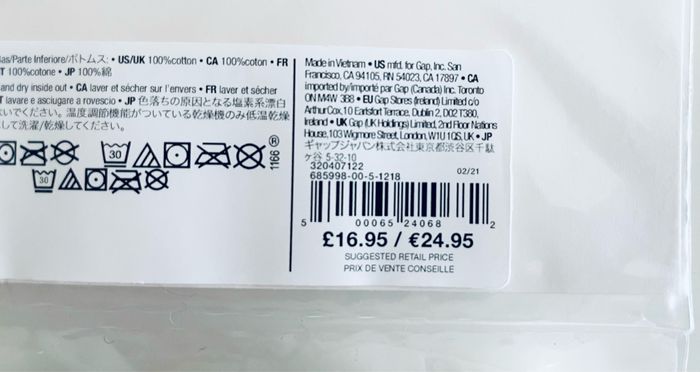 /Parte Inferiore/ボトムス: • US/UK 100%cotton • CA 100%coton • FR
T 100%cotone • JP 100%綿
and dry inside out • CA laver et sécher sur l'envers • FR laver et sécher
T lavare e asciugare a rovescio • JP 色落ちの原因となる塩素系漂白
いでください。温度調節機能がついている乾燥機のみ低温乾燥
して洗濯/乾燥してください。
30
30
1166®
Made in Vietnam • US mfd. for Gap, Inc. San
Francisco, CA 94105, RN 54023, CA 17897 • CA
imported by/importé par Gap (Canada) Inc. Toronto
ON M4W 3B8 • EU Gap Stores (Ireland) Limited c/o
Arthur Cox, 10 Earlsfort Terrace, Dublin 2, D02 T380,
Ireland • UK Gap (UK Holdings) Limited, 2nd Floor Nations
House, 103 Wigmore Street, London, W1U 1QS, UK • JP
ギャップジャパン株式会社東京都渋谷区千駄
ケ谷 5-32-10
320407122
685998-00-5-1218 02/21
5 00065 24068 2
£16.95 / €24.95
SUGGESTED RETAIL PRICE
PRIX DE VENTE CONSEILLE